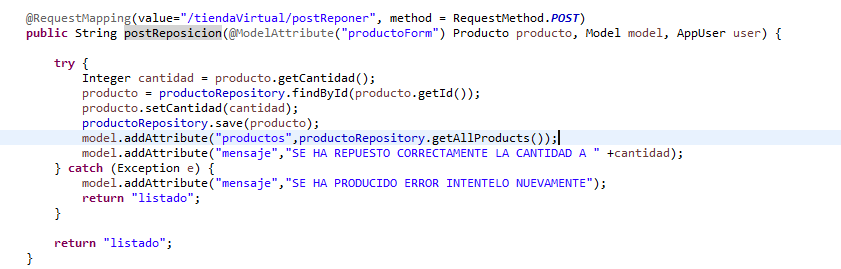 @RequestMapping(value="/tiendaVirtual/postReponer", method = RequestMethod.POST)
public String postReposicion(@ModelAttribute("productoForm") Producto producto, Model model, AppUser user) {
try {
Integer cantidad = producto.getCantidad();
producto = productoRepository.findById(producto.getId());
producto.setCantidad(cantidad);
productoRepository.save(producto);
model.addAttribute("productos",productoRepository.getAllProducts());
model.addAttribute("mensaje","SE HA REPUESTO CORRECTAMENTE LA CANTIDAD A " +cantidad);
} catch (Exception e) {
model.addAttribute("mensaje","SE HA PRODUCIDO ERROR INTENTELO NUEVAMENTE");
return "listado";
}
return "listado";
}